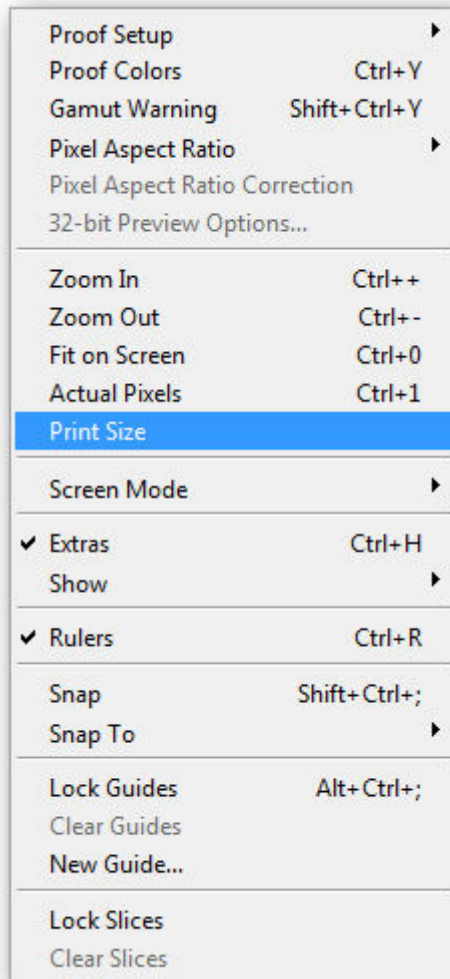 Proof Setup
Proof Colors Ctrl+Y
Gamut Warning Shift+Ctrl+Y
Pixel Aspect Ratio
Pixel Aspect Ratio Correction
32-bit Preview Options...
Zoom In Ctrl++
Zoom Out Ctrl+-
Fit on Screen Ctrl+0
Actual Pixels Ctrl+1
Print Size
Screen Mode
Extras Ctrl+H
Show
Rulers Ctrl+R
Snap Shift+Ctrl+;
Snap To
Lock Guides Alt+Ctrl+;
Clear Guides
New Guide...
Lock Slices
Clear Slices